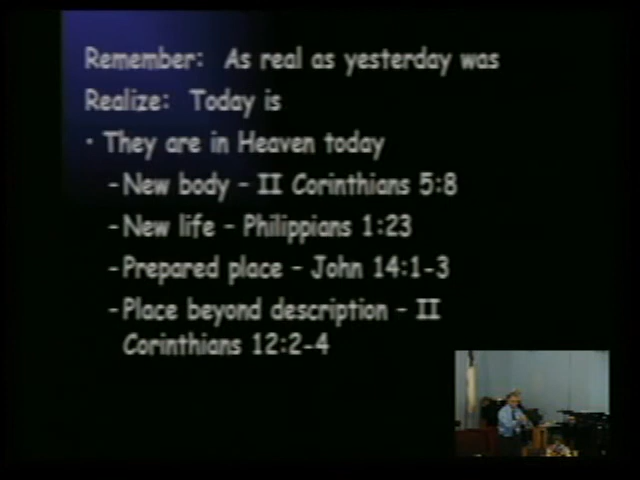 Remember:  As real as yesterday was
Realize:  Today is
• They are in Heaven today
-New body - II Corinthians 5:8
-New life - Philippians 1:23
-Prepared place - John 14:1-3
-Place beyond description - II
Corinthians 12:2-4